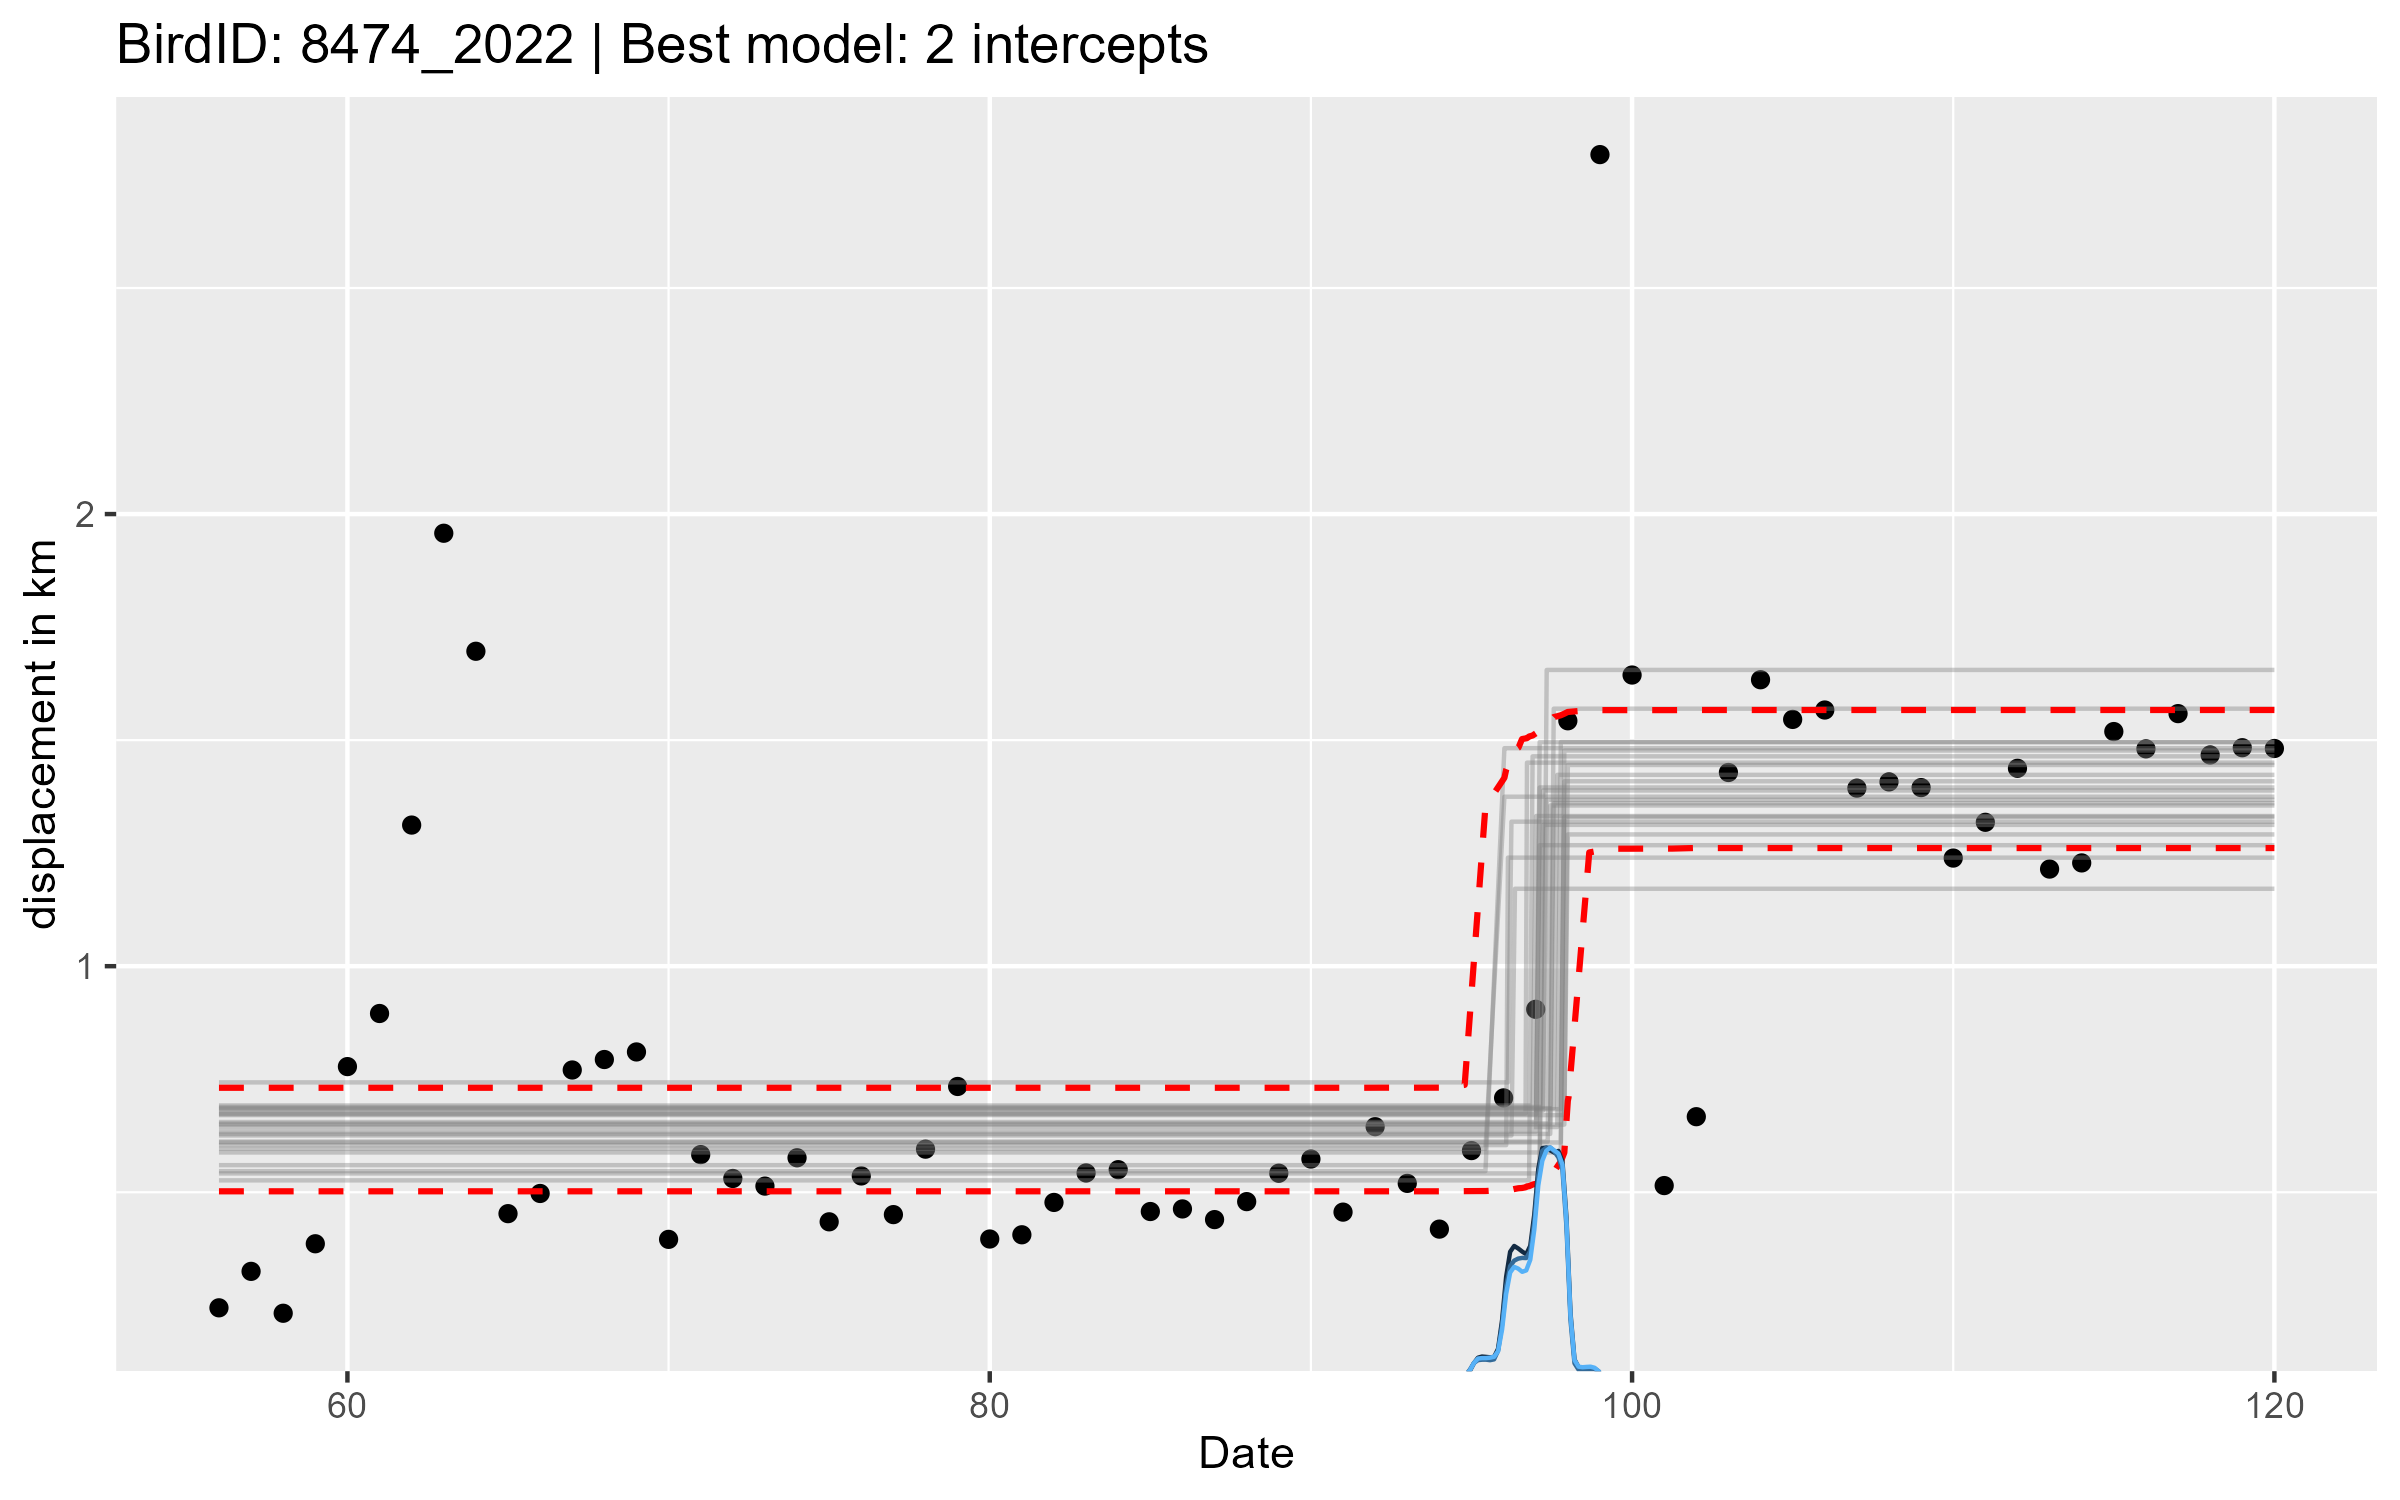 BirdID: 8474_2022 | Best model: 2 intercepts
displacement in km
2
1
60
80
100
120
Date